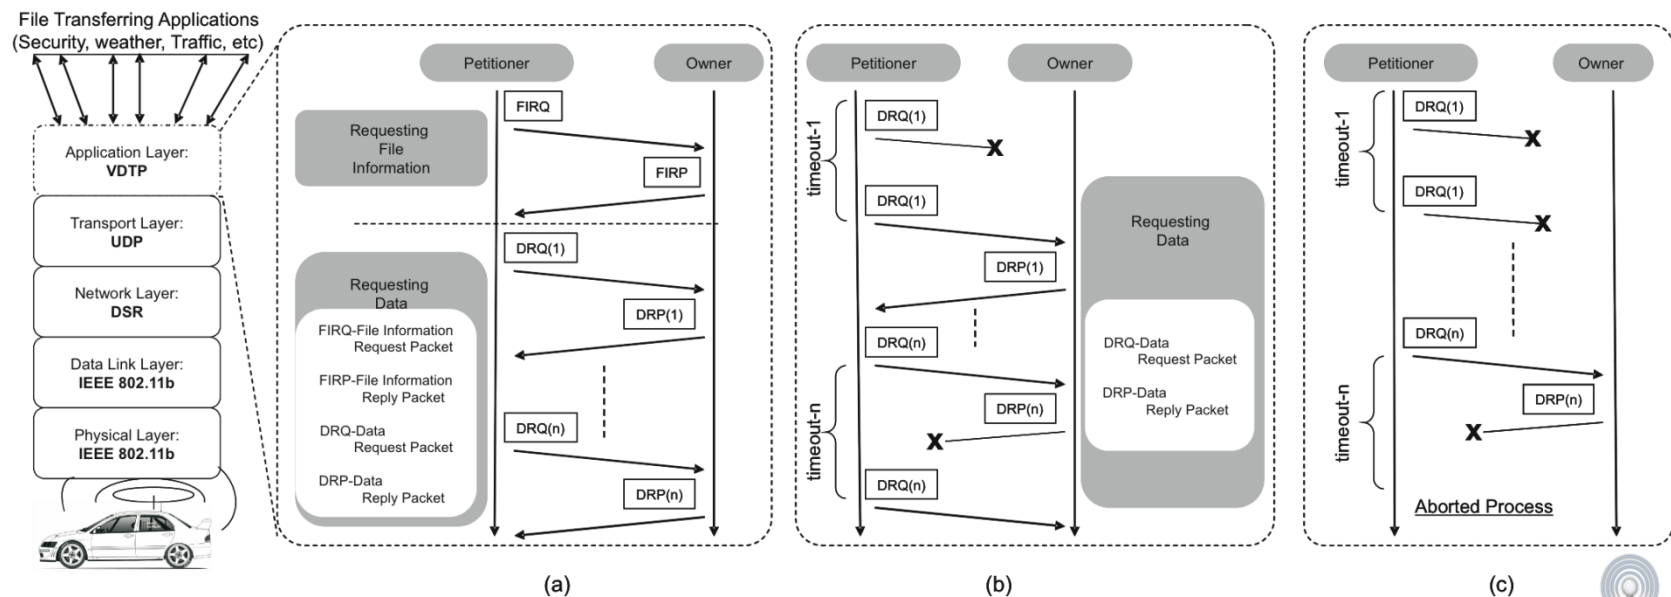 File Transferring Applications
(Security, weather, Traffic, etc)
Application Layer:
VDTP
Transport Layer:
UDP
Network Layer:
DSR
Data Link Layer:
IEEE 802.11b
Physical Layer:
IEEE 802.11b
Petitioner
Owner
FIRQ
Requesting
File
Information
FIRP
DRQ(1)
Requesting
Data
DRP(1)
FIRQ-File Information
Request Packet
FIRP-File Information
Reply Packet
DRQ-Data
Request Packet
DRP-Data
Reply Packet
DRQ(n)
DRP(n)
(a)
Petitioner
Owner
timeout-1
DRQ(1)
X
DRQ(1)
Requesting
Data
DRP(1)
DRQ(n)
DRQ-Data
Request Packet
DRP-Data
Reply Packet
timeout-n
DRP(n)
X
DRQ(n)
(b)
Petitioner
Owner
timeout-1
DRQ(1)
X
DRQ(1)
X
DRQ(n)
timeout-n
DRP(n)
X
Aborted Process
(c)